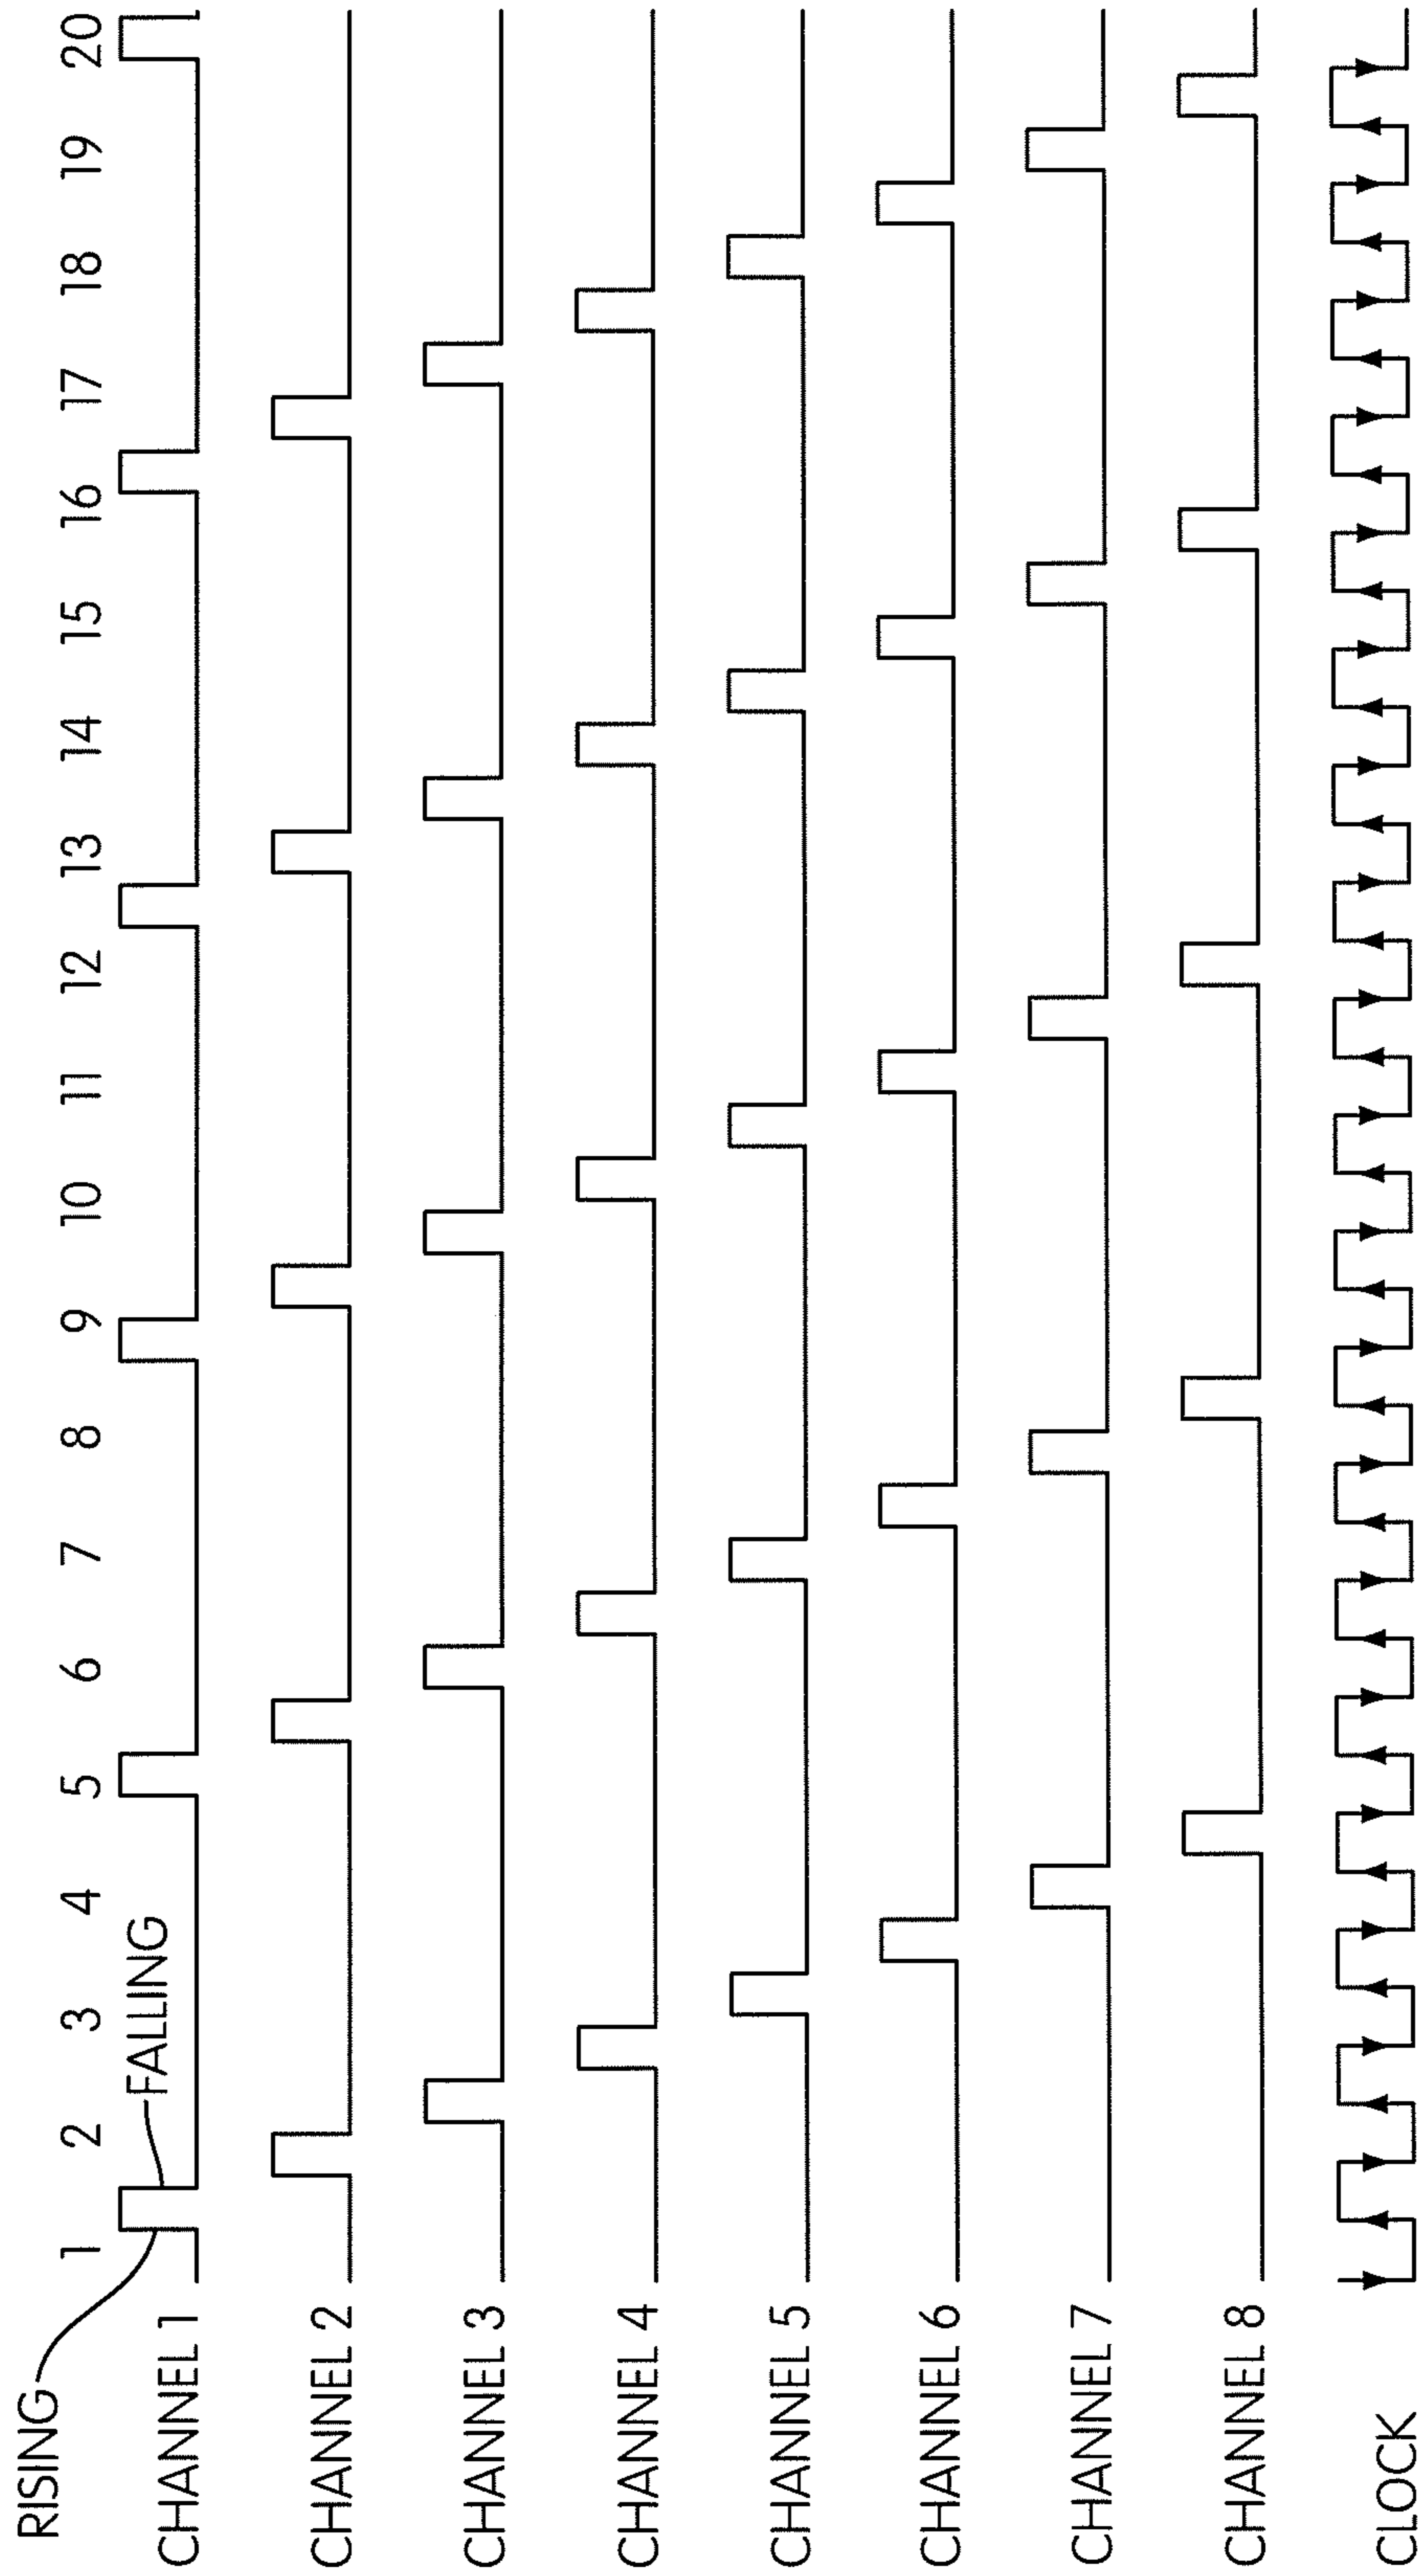 RISING
FALLING
1 2 3 4 5 6 7 8 9 10 11 12 13 14 15 16 17 18 19 20
CHANNEL 1
CHANNEL 2
CHANNEL 3
CHANNEL 4
CHANNEL 5
CHANNEL 6
CHANNEL 7
CHANNEL 8
CLOCK